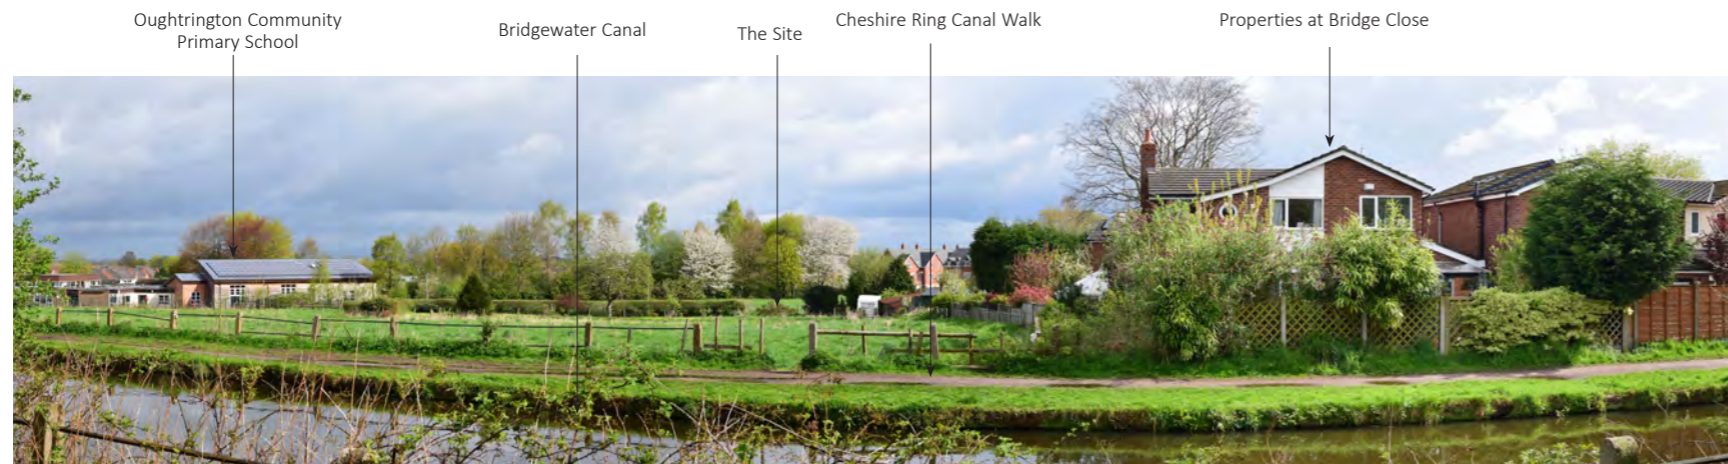 Oughtrington Community
Primary School
Bridgewater Canal
The Site
Cheshire Ring Canal Walk
Properties at Bridge Close